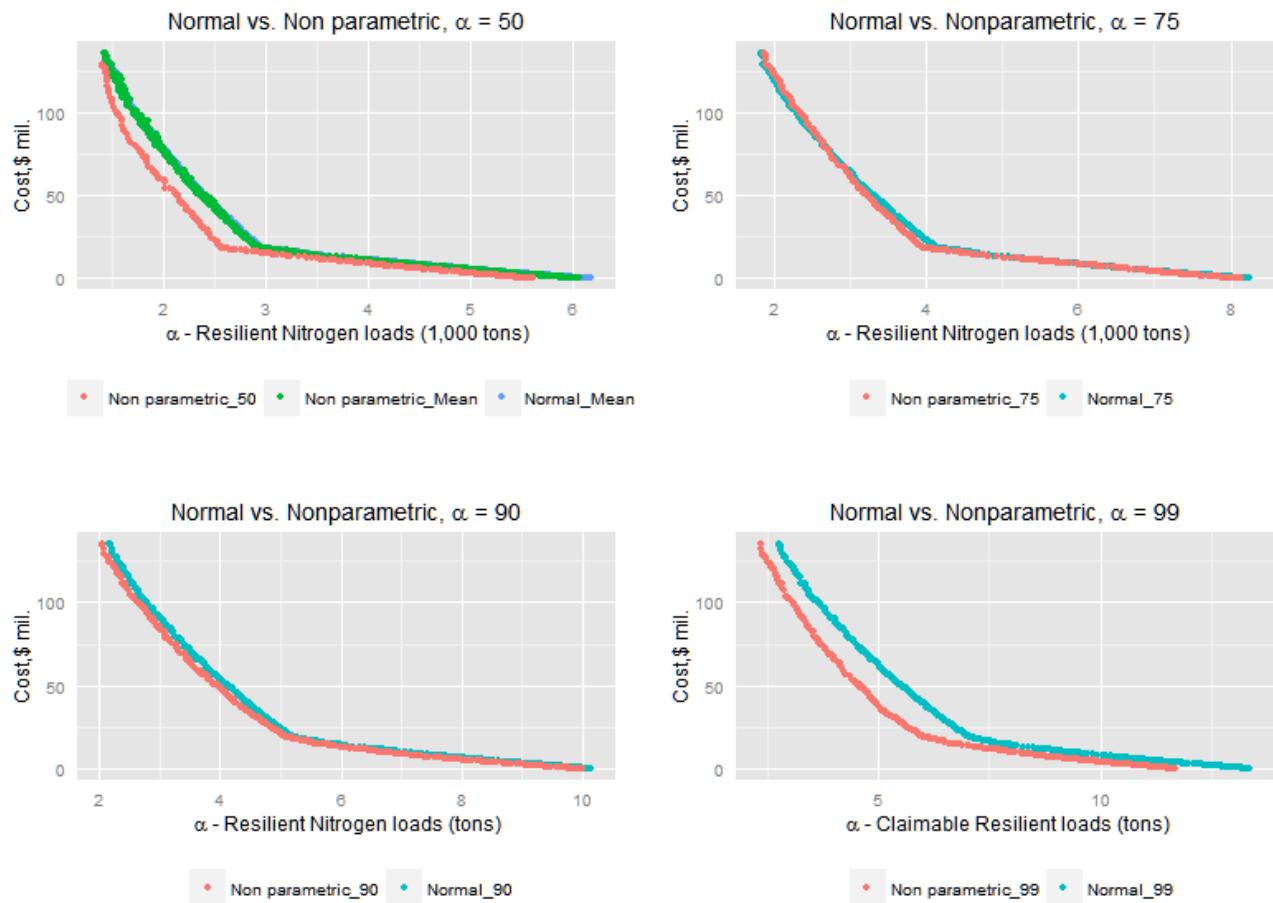 Normal vs. Non parametric, α = 50
Cost,$ mil.
100
50
0
2 3 4 5 6
α - Resilient Nitrogen loads (1,000 tons)
Non parametric_50 Non parametric_Mean Normal_Mean
Normal vs. Nonparametric, α = 75
Cost,$ mil.
100
50
0
2 4 6 8
α - Resilient Nitrogen loads (1,000 tons)
Non parametric_75 Normal_75
Normal vs. Nonparametric, α = 90
Cost,$ mil.
100
50
0
2 4 6 8 10
α - Resilient Nitrogen loads (tons)
Non parametric_90 Normal_90
Normal vs. Nonparametric, α = 99
Cost,$ mil.
100
50
0
5 10
α - Claimable Resilient loads (tons)
Non parametric_99 Normal_99